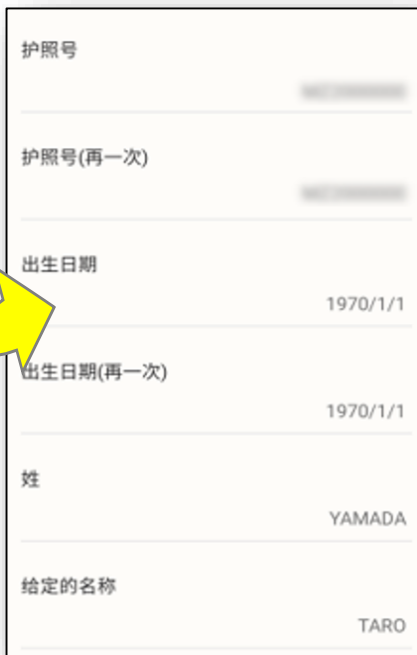 护照号
护照号(再一次)
出生日期
1970/1/1
出生日期(再一次)
1970/1/1
姓
YAMADA
给定的名称
TARO